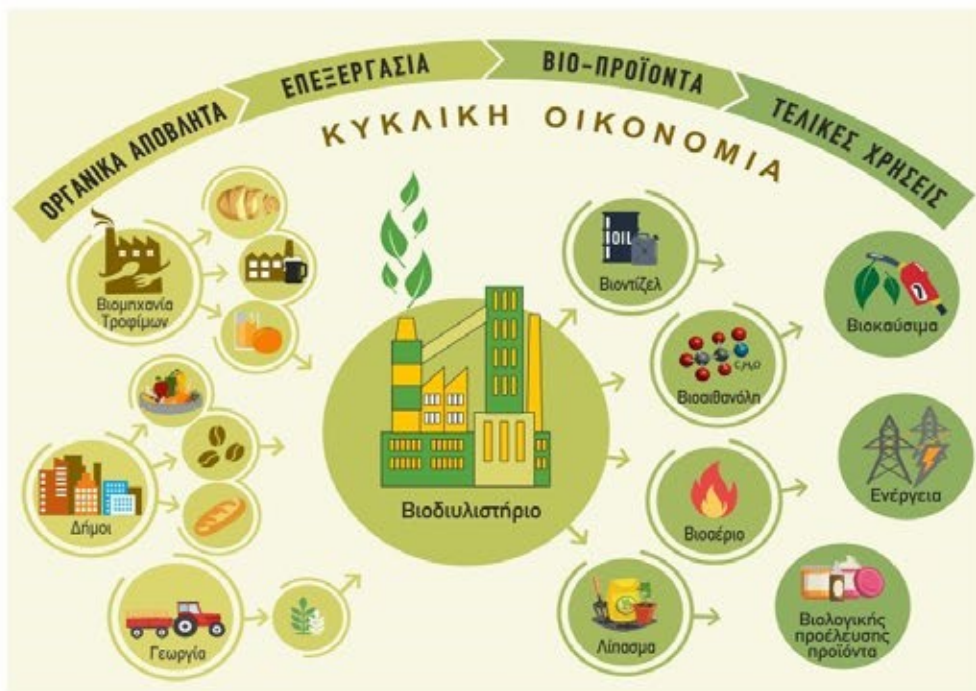 ΟΡΓΑΝΙΚΑ ΑΠΟΒΛΗΤΑ
ΕΠΕΞΕΡΓΑΣΙΑ
ΒΙΟ-ΠΡΟΪΟΝΤΑ
ΤΕΛΙΚΕΣ ΧΡΗΣΕΙΣ
ΚΥΚΛΙΚΗ ΟΙΚΟΝΟΜΙΑ
Βιομηχανία
Τροφίμων
Δήμοι
Γεωργία
Βιοδιυλιστήριο
OIL
Βιοντίζελ
C₂H₆O
Βιοαιθανόλη
Βιοαέριο
Λίπασμα
Βιοκαύσιμα
Ενέργεια
Βιολογικής
προέλευσης
προϊόντα